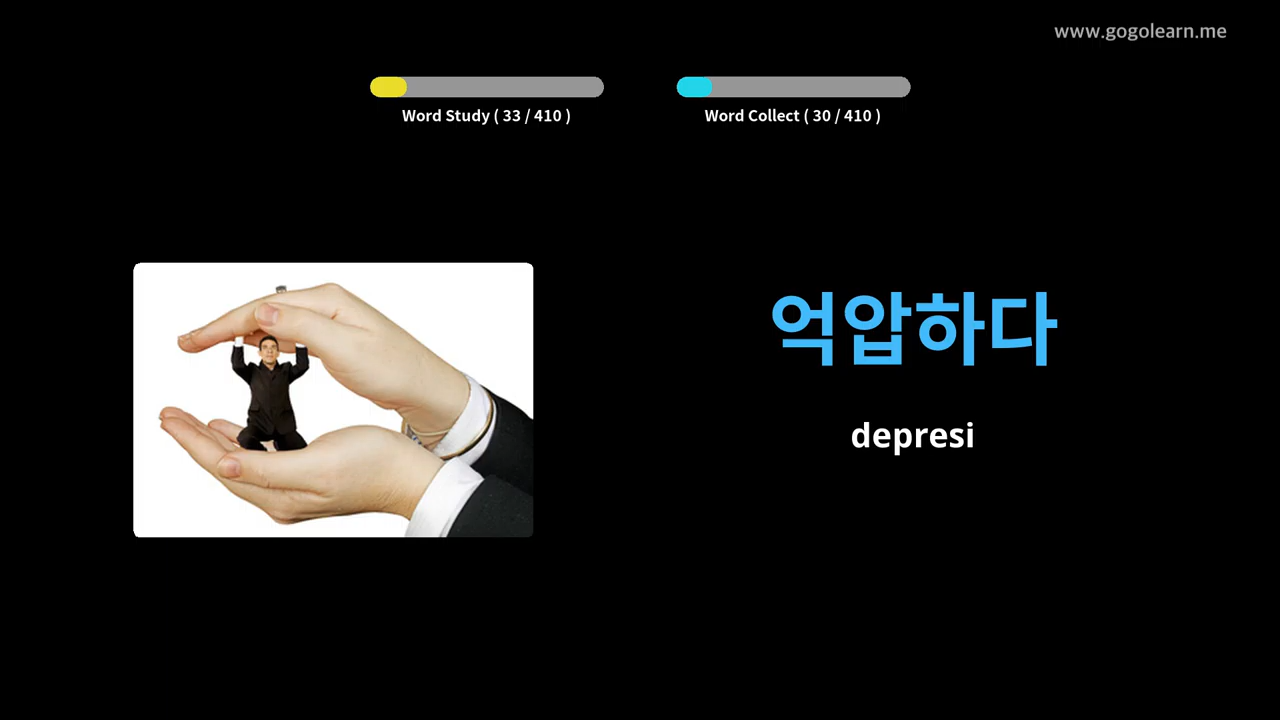 www.gogolearn.me
Word Study ( 33 / 410 )
Word Collect ( 30 / 410 )
억압하다
depresi